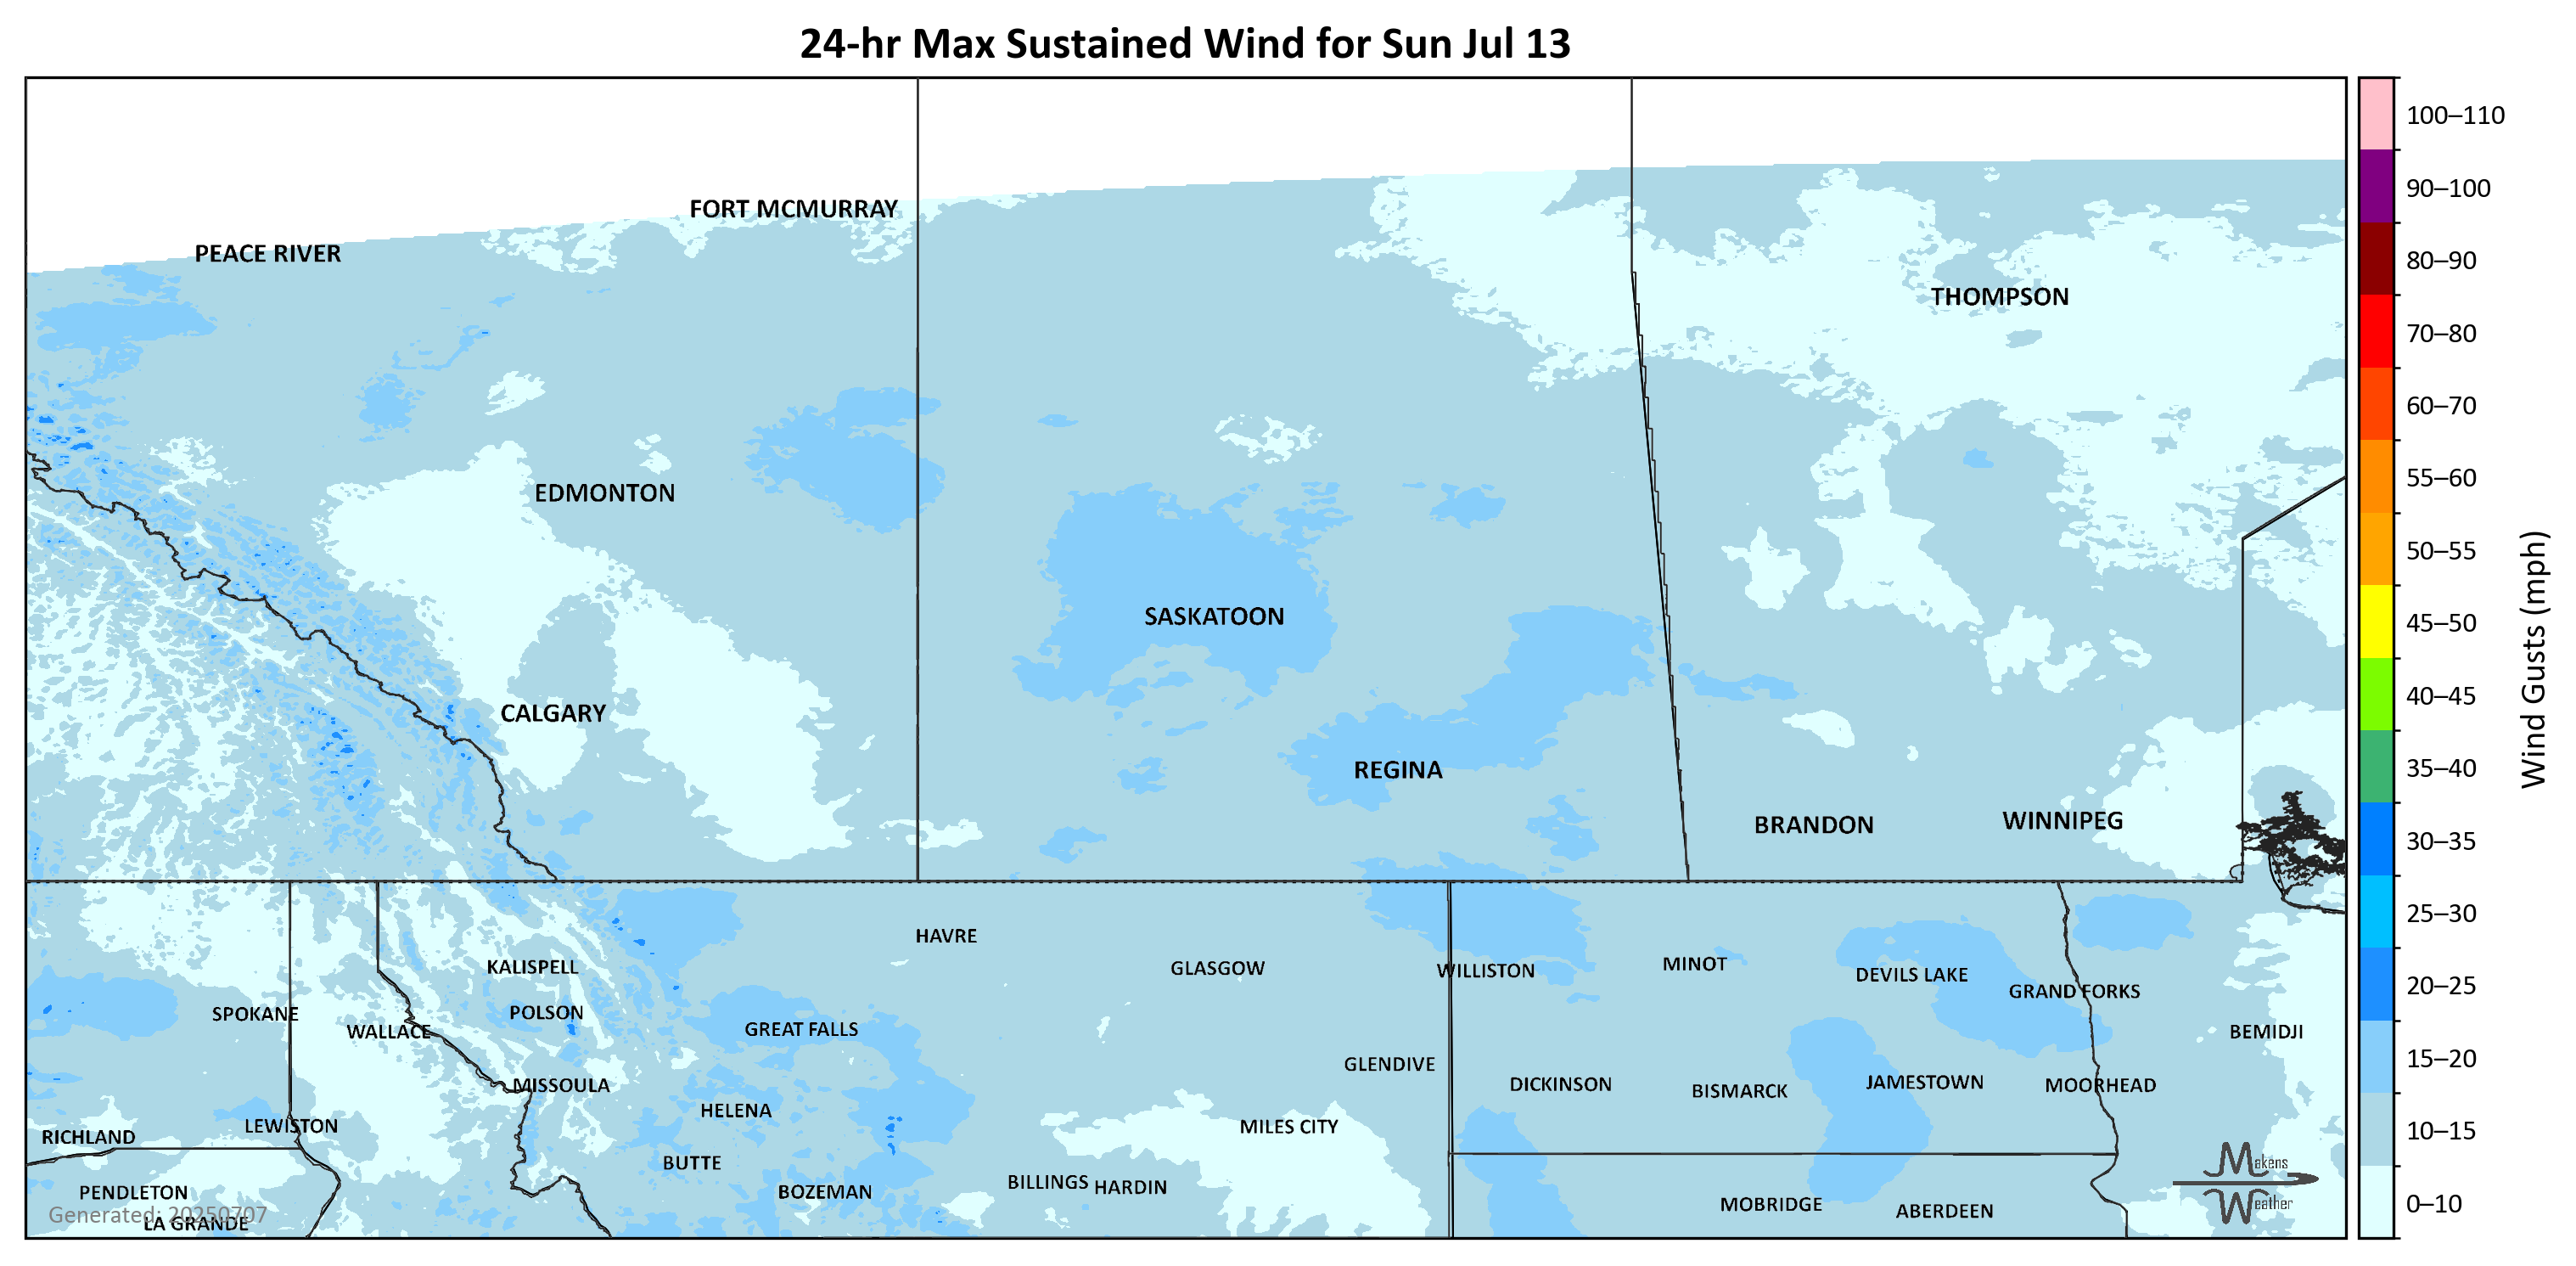 24-hr Max Sustained Wind for Sun Jul 13
100–110
90–100
80–90
70–80
60–70
55–60
50–55
45–50
40–45
35–40
30–35
25–30
20–25
15–20
10–15
0–10
Wind Gusts (mph)
FORT MCMURRAY
PEACE RIVER
THOMPSON
EDMONTON
SASKATOON
CALGARY
REGINA
BRANDON
WINNIPEG
HAVRE
KALISPELL
GLASGOW
WILLISTON
MINOT
DEVILS LAKE
GRAND FORKS
SPOKANE
POLSON
WALLACE
GREAT FALLS
BEMIDJI
GLENDIVE
MISSOULA
DICKINSON
BISMARCK
JAMESTOWN
MOORHEAD
HELENA
LEWISTON
MILES CITY
RICHLAND
BUTTE
BILLINGS
HARDIN
PENDLETON
BOZEMAN
MOBRIDGE
ABERDEEN
LA GRANDE
Generated: 20250707
Makens
Weather